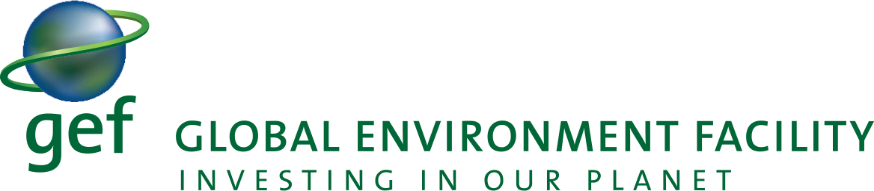 gef
GLOBAL ENVIRONMENT FACILITY
INVESTING IN OUR PLANET